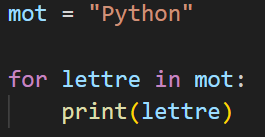 mot = "Python"
for lettre in mot:
    print(lettre)